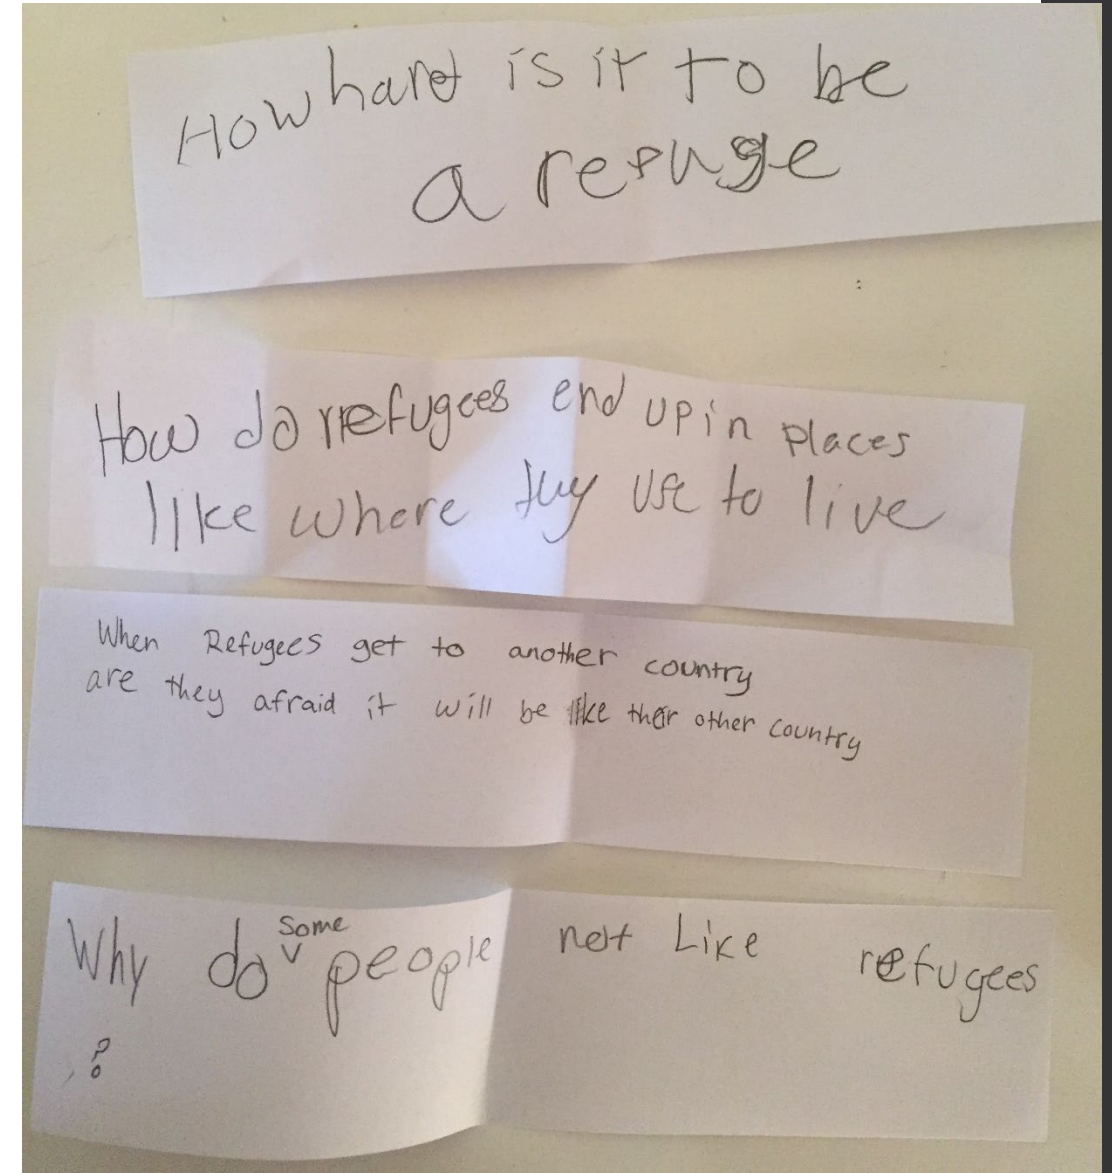 How hard is it to be
a refuge
How do refugees end up in places
like where they use to live
When Refugees get to another country
are they afraid it will be like ther other country
Why do some people not Like refugees
?